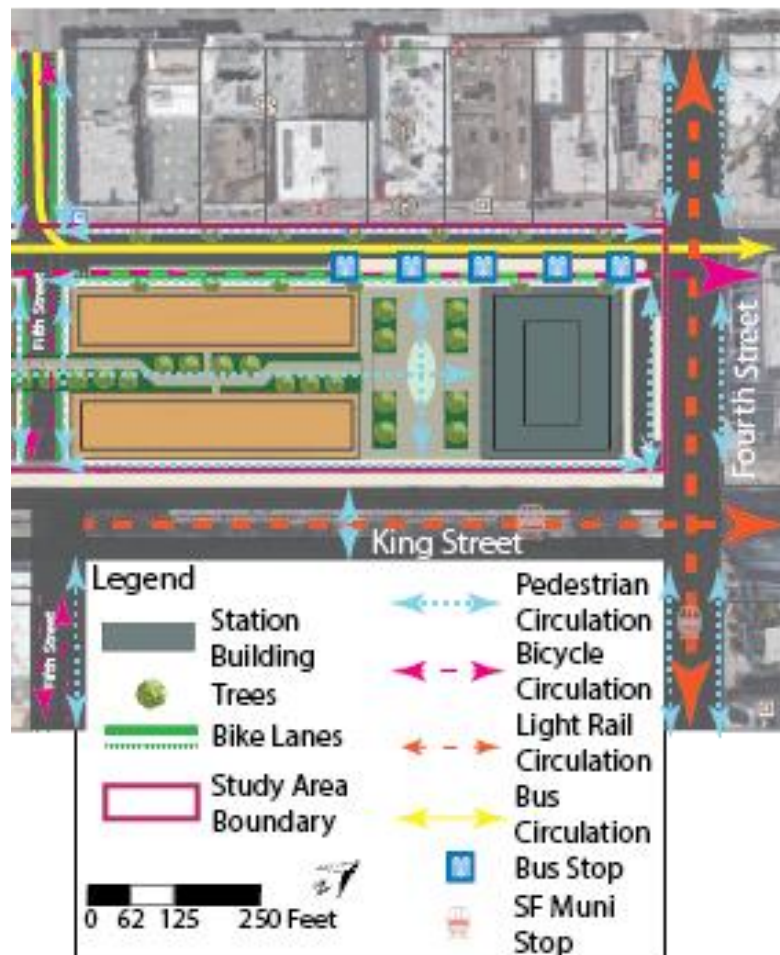 Fifth Street
Fourth Street
King Street
Fifth Street
Legend
Station
Building
Trees
Bike Lanes
Study Area
Boundary
0 62 125 250 Feet
Pedestrian
Circulation
Bicycle
Circulation
Light Rail
Circulation
Bus
Circulation
Bus Stop
SF Muni
Stop